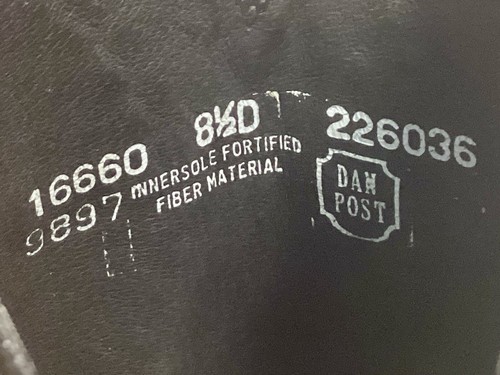 16660 8½D 226036
9897 INNERSOLE FORTIFIED
FIBER MATERIAL
DAN
POST